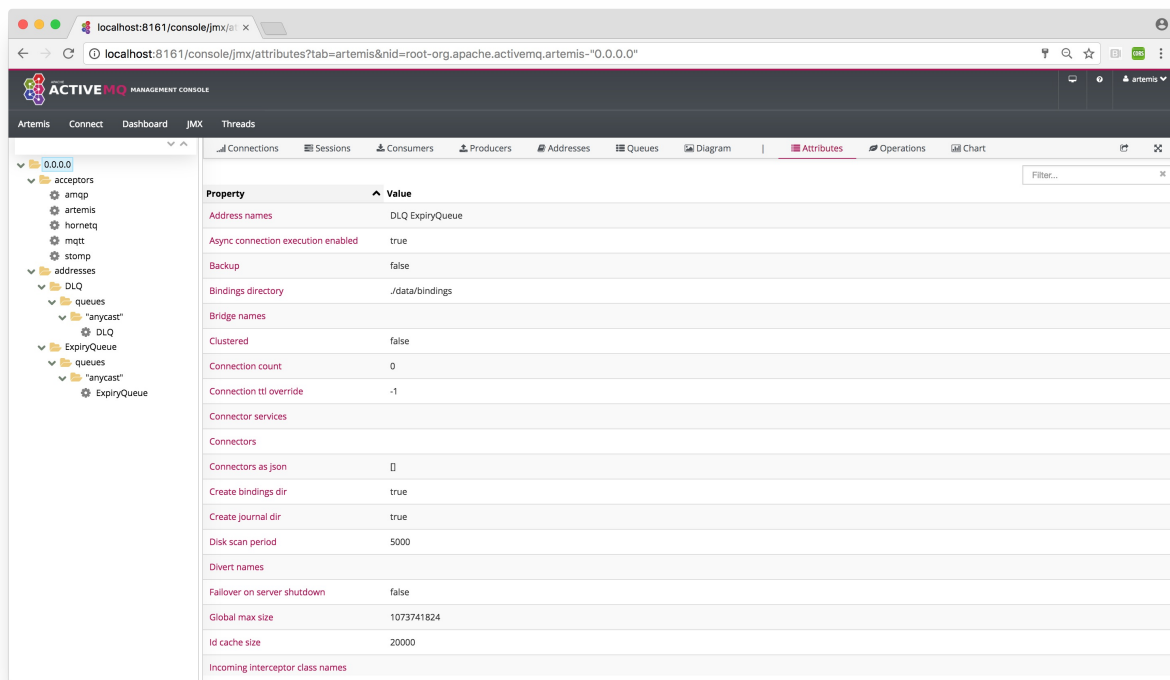 localhost:8161/console/jmx/at
localhost:8161/console/jmx/attributes?tab=artemis&nid=root-org.apache.activemq.artemis-"0.0.0.0"
ACTIVEMQ MANAGEMENT CONSOLE
artemis
Artemis Connect Dashboard JMX Threads
Connections Sessions Consumers Producers Addresses Queues Diagram | Attributes Operations Chart
Filter...
0.0.0.0
acceptors
amqp
artemis
hornetq
mqtt
stomp
addresses
DLQ
queues
"anycast"
DLQ
ExpiryQueue
queues
"anycast"
ExpiryQueue
Property Value
Address names DLQ ExpiryQueue
Async connection execution enabled true
Backup false
Bindings directory ./data/bindings
Bridge names
Clustered false
Connection count 0
Connection ttl override -1
Connector services
Connectors
Connectors as json []
Create bindings dir true
Create journal dir true
Disk scan period 5000
Divert names
Failover on server shutdown false
Global max size 1073741824
Id cache size 20000
Incoming interceptor class names